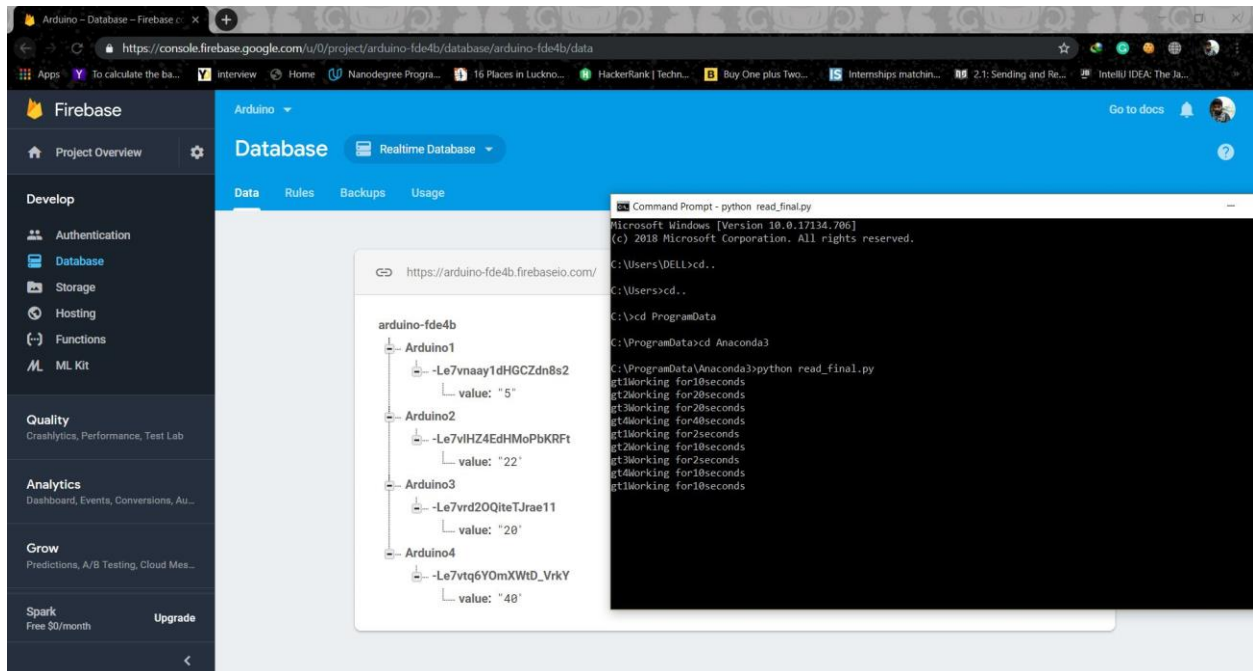 Arduino – Database – Firebase co
https://console.firebase.google.com/u/0/project/arduino-fde4b/database/arduino-fde4b/data
Apps
To calculate the ba...
interview
Home
Nanodegree Progra...
16 Places in Luckno...
HackerRank | Techn...
Buy One plus Two...
Internships matchin...
2.1: Sending and Re...
IntelliJ IDEA: The Ja...
Firebase
Project Overview
Develop
Authentication
Database
Storage
Hosting
Functions
ML Kit
Quality
Crashlytics, Performance, Test Lab
Analytics
Dashboard, Events, Conversions, Au...
Grow
Predictions, A/B Testing, Cloud Mes...
Spark
Free $0/month
Upgrade
Arduino
Go to docs
Database
Realtime Database
Data
Rules
Backups
Usage
https://arduino-fde4b.firebaseio.com/
arduino-fde4b
Arduino1
-Le7vnaay1dHGCZdn8s2
value: "5"
Arduino2
-Le7vlHZ4EdHMoPbKRFt
value: "22"
Arduino3
-Le7vrd2OQiteTJrae11
value: "20"
Arduino4
-Le7vtq6YOmXWtD_VrkY
value: "40"
Command Prompt - python read_final.py
Microsoft Windows [Version 10.0.17134.706]
(c) 2018 Microsoft Corporation. All rights reserved.
C:\Users\DELL>cd..
C:\Users>cd..
C:\>cd ProgramData
C:\ProgramData>cd Anaconda3
C:\ProgramData\Anaconda3>python read_final.py
gt1Working for10seconds
gt2Working for20seconds
gt3Working for20seconds
gt4Working for40seconds
gt1Working for2seconds
gt2Working for10seconds
gt3Working for2seconds
gt4Working for10seconds
gt1Working for10seconds